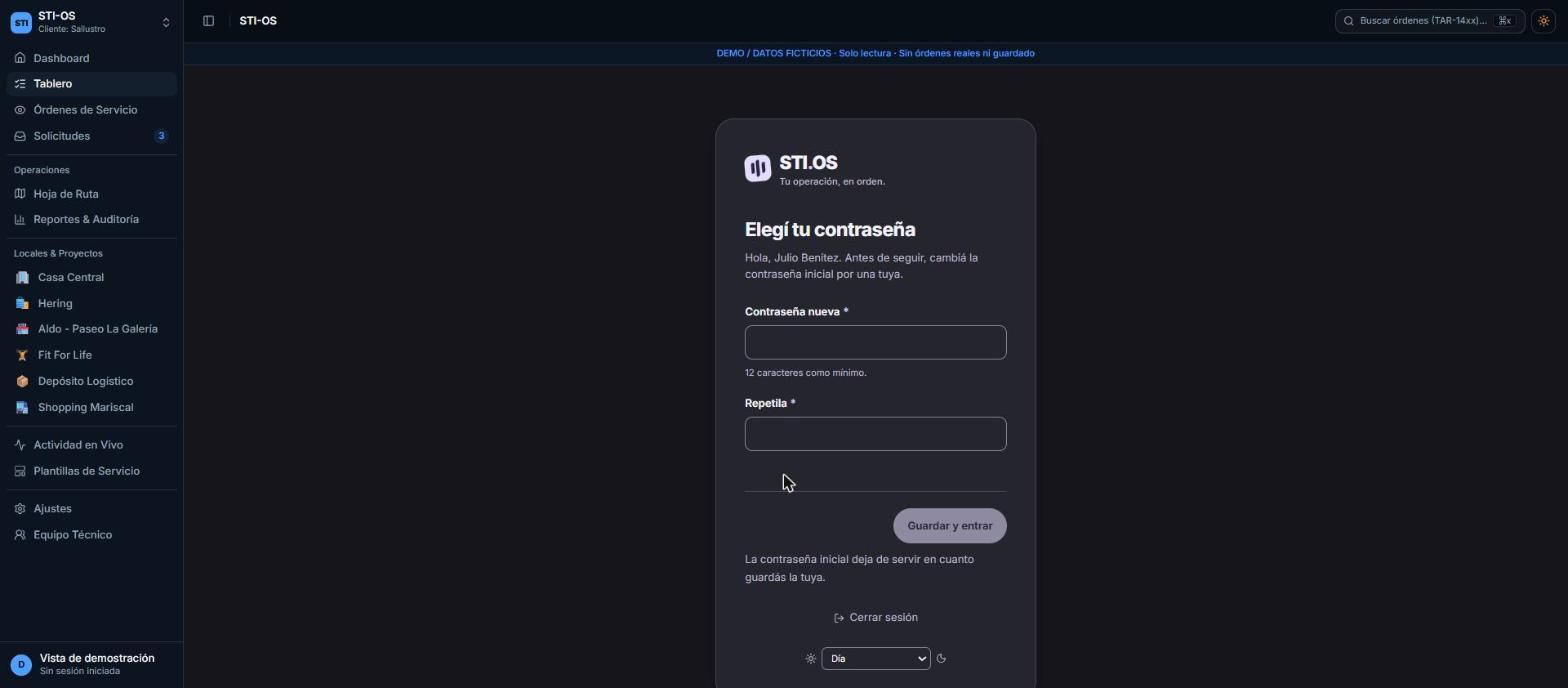 STI
STI-OS
Cliente: Sallustro
Dashboard
Tablero
Órdenes de Servicio
Solicitudes
3
Operaciones
Hoja de Ruta
Reportes & Auditoría
Locales & Proyectos
Casa Central
Hering
Aldo - Paseo La Galería
Fit For Life
Depósito Logístico
Shopping Mariscal
Actividad en Vivo
Plantillas de Servicio
Ajustes
Equipo Técnico
D
Vista de demostración
Sin sesión iniciada
STI-OS
Buscar órdenes (TAR-14xx)... ⌘x
DEMO / DATOS FICTICIOS · Solo lectura · Sin órdenes reales ni guardado
STI.OS
Tu operación, en orden.
Elegí tu contraseña
Hola, Julio Benítez. Antes de seguir, cambiá la
contraseña inicial por una tuya.
Contraseña nueva *
12 caracteres como mínimo.
Repetila *
Guardar y entrar
La contraseña inicial deja de servir en cuanto
guardás la tuya.
Cerrar sesión
Día